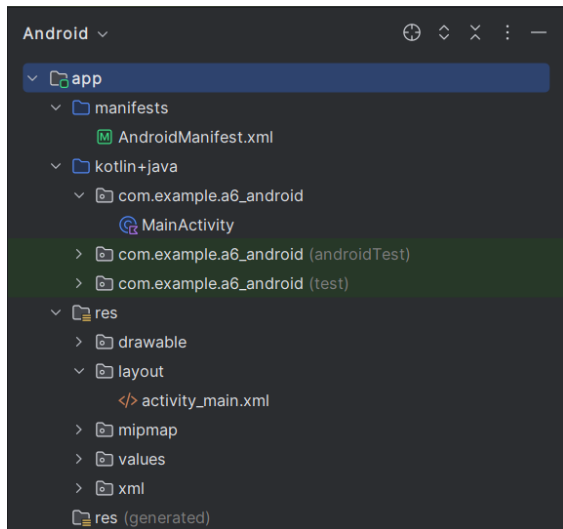 Android
app
manifests
AndroidManifest.xml
kotlin+java
com.example.a6_android
MainActivity
com.example.a6_android (androidTest)
com.example.a6_android (test)
res
drawable
layout
activity_main.xml
mipmap
values
xml
res (generated)